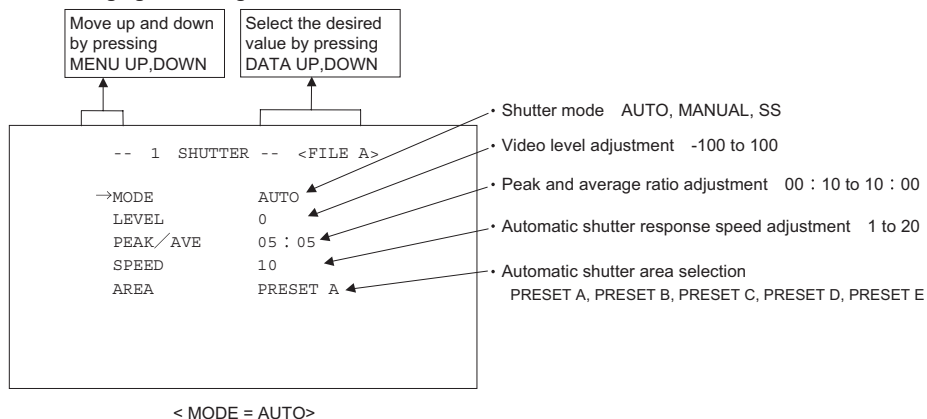 Move up and down
by pressing
MENU UP,DOWN
Select the desired
value by pressing
DATA UP,DOWN
-- 1 SHUTTER -- <FILE A>
→MODE AUTO
LEVEL 0
PEAK/AVE 05:05
SPEED 10
AREA PRESET A
・Shutter mode AUTO, MANUAL, SS
・Video level adjustment -100 to 100
・Peak and average ratio adjustment 00:10 to 10:00
・Automatic shutter response speed adjustment 1 to 20
・Automatic shutter area selection
PRESET A, PRESET B, PRESET C, PRESET D, PRESET E
< MODE = AUTO>